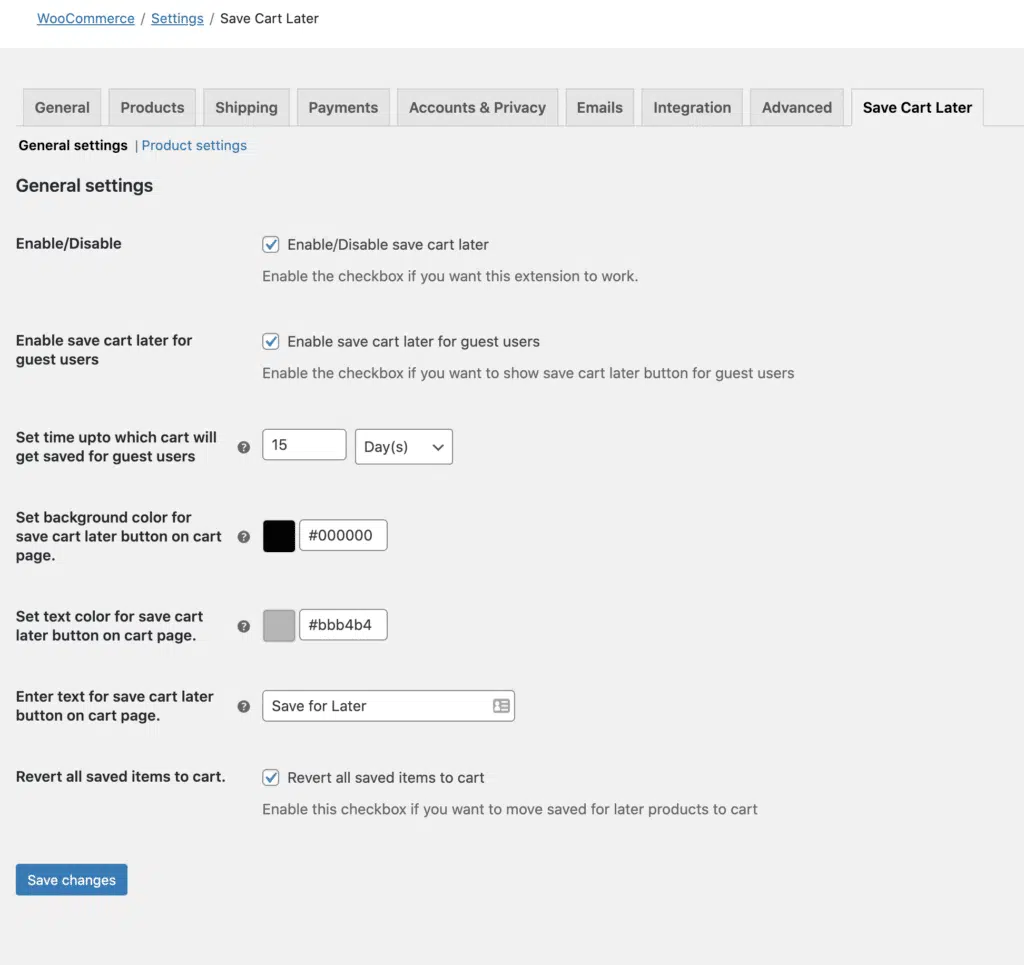 WooCommerce / Settings / Save Cart Later
General Products Shipping Payments Accounts & Privacy Emails Integration Advanced Save Cart Later
General settings | Product settings
General settings
Enable/Disable
Enable/Disable save cart later
Enable the checkbox if you want this extension to work.
Enable save cart later for
guest users
Enable save cart later for guest users
Enable the checkbox if you want to show save cart later button for guest users
Set time upto which cart will
get saved for guest users
?
15
Day(s)
Set background color for
save cart later button on cart
page.
?
#000000
Set text color for save cart
later button on cart page.
?
#bbb4b4
Enter text for save cart later
button on cart page.
?
Save for Later
Revert all saved items to cart.
Revert all saved items to cart
Enable this checkbox if you want to move saved for later products to cart
Save changes